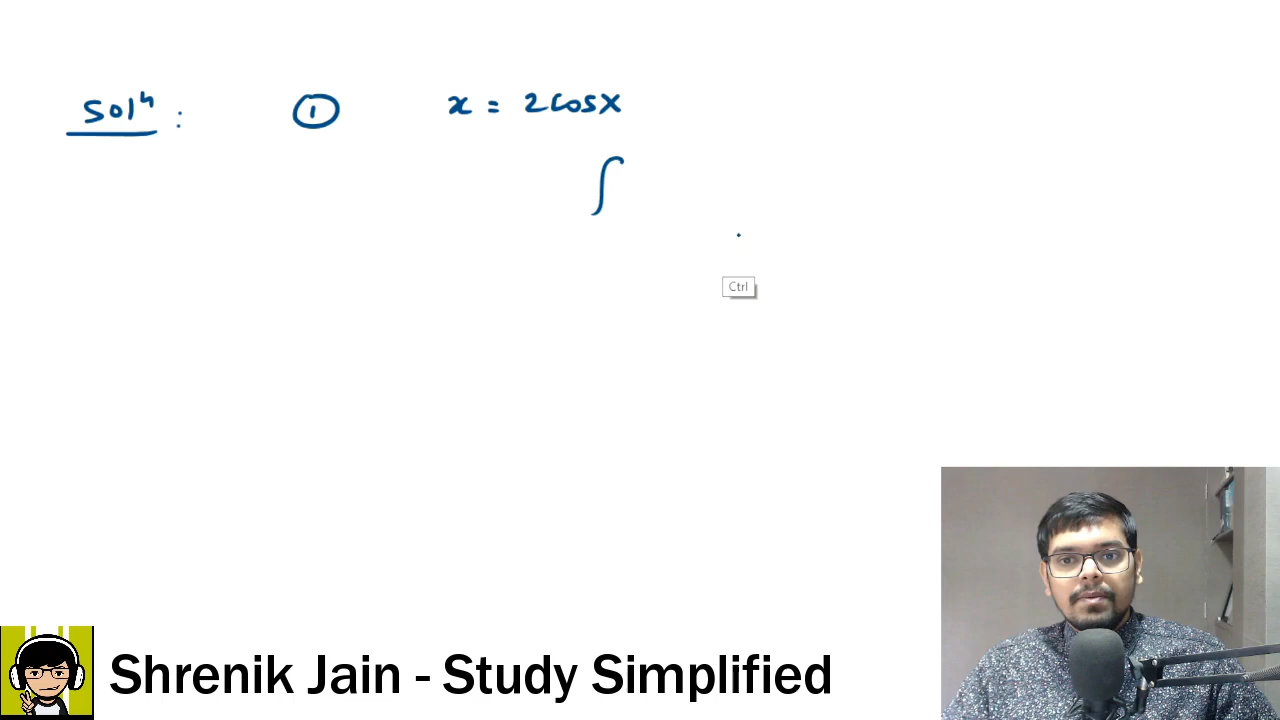 Solⁿ : ① x = 2cosx
∫
Ctrl
Shrenik Jain - Study Simplified